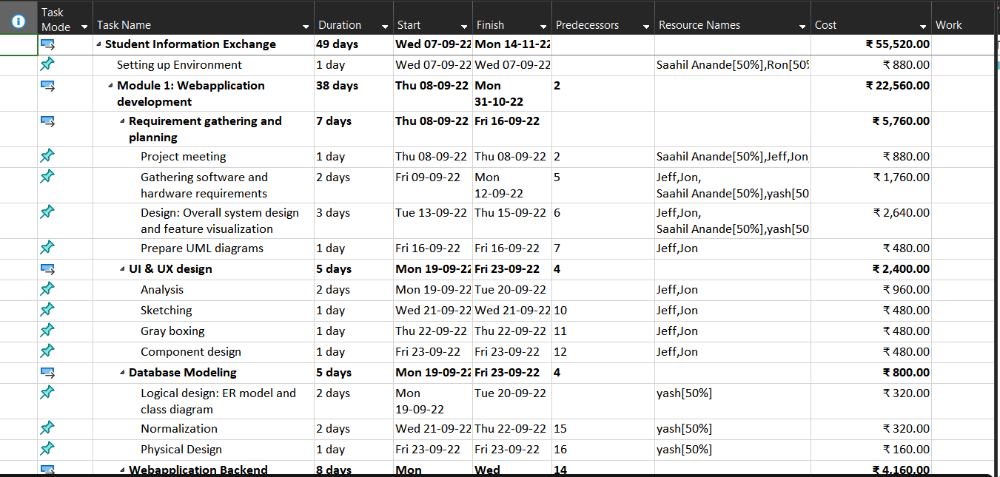 Task Mode Task Name Duration Start Finish Predecessors Resource Names Cost Work
Student Information Exchange 49 days Wed 07-09-22 Mon 14-11-22 ₹ 55,520.00
Setting up Environment 1 day Wed 07-09-22 Wed 07-09-22 Saahil Anande[50%],Ron[50% ₹ 880.00
Module 1: Webapplication 38 days Thu 08-09-22 Mon 2 ₹ 22,560.00
development 31-10-22
Requirement gathering and 7 days Thu 08-09-22 Fri 16-09-22 ₹ 5,760.00
planning
Project meeting 1 day Thu 08-09-22 Thu 08-09-22 2 Saahil Anande[50%],Jeff,Jon, ₹ 880.00
Gathering software and 2 days Fri 09-09-22 Mon 5 Jeff,Jon, ₹ 1,760.00
hardware requirements 12-09-22 Saahil Anande[50%],yash[50
Design: Overall system design 3 days Tue 13-09-22 Thu 15-09-22 6 Jeff,Jon, ₹ 2,640.00
and feature visualization Saahil Anande[50%],yash[50
Prepare UML diagrams 1 day Fri 16-09-22 Fri 16-09-22 7 Jeff,Jon ₹ 480.00
UI & UX design 5 days Mon 19-09-22 Fri 23-09-22 4 ₹ 2,400.00
Analysis 2 days Mon 19-09-22 Tue 20-09-22 Jeff,Jon ₹ 960.00
Sketching 1 day Wed 21-09-22 Wed 21-09-22 10 Jeff,Jon ₹ 480.00
Gray boxing 1 day Thu 22-09-22 Thu 22-09-22 11 Jeff,Jon ₹ 480.00
Component design 1 day Fri 23-09-22 Fri 23-09-22 12 Jeff,Jon ₹ 480.00
Database Modeling 5 days Mon 19-09-22 Fri 23-09-22 4 ₹ 800.00
Logical design: ER model and 2 days Mon Tue 20-09-22 yash[50%] ₹ 320.00
class diagram 19-09-22
Normalization 2 days Wed 21-09-22 Thu 22-09-22 15 yash[50%] ₹ 320.00
Physical Design 1 day Fri 23-09-22 Fri 23-09-22 16 yash[50%] ₹ 160.00
Webapplication Backend 8 days Mon Wed 14 ₹ 4,160.00